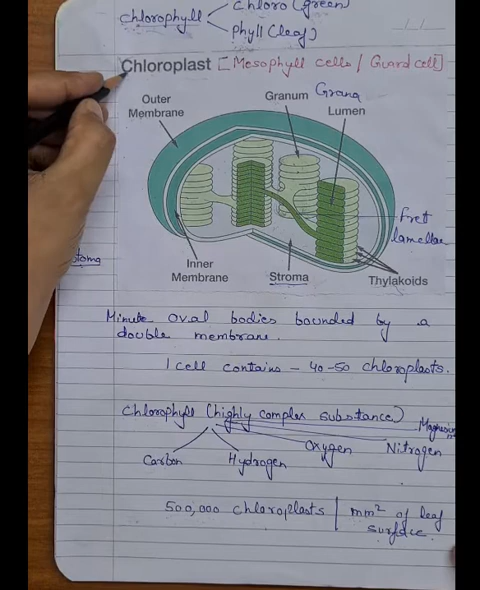 Chlorophyll
Chloro (green)
Phyll (leaf)
Chloroplast [Mesophyll cells / Guard cell]
Outer Membrane
Granum Grana
Lumen
Fret lamellae
Inner Membrane
Stroma
Thylakoids
Minute oval bodies bounded by a
double membrane.
1 cell contains - 40-50 chloroplasts.
Chlorophyll (highly complex substance)
Carbon Hydrogen Oxygen Nitrogen
500,000 chloroplasts | mm² of leaf
surface.